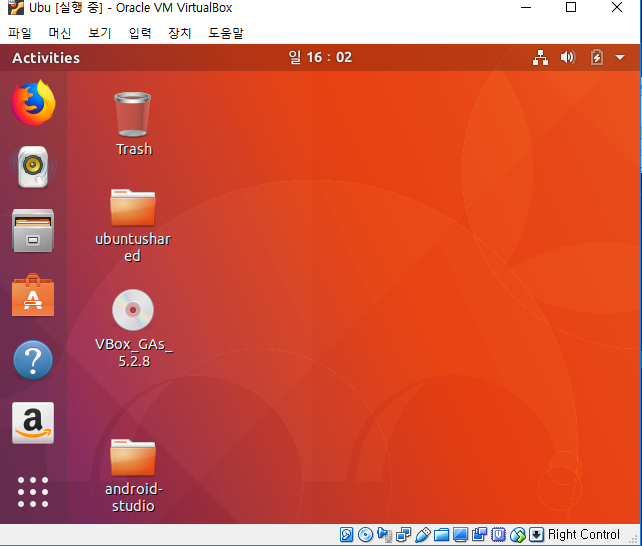 Ubu [실행 중] - Oracle VM VirtualBox
파일 머신 보기 입력 장치 도움말
Activities 일 16 : 02
Trash
ubuntushar
ed
VBox_GAs_
5.2.8
android-
studio
Right Control